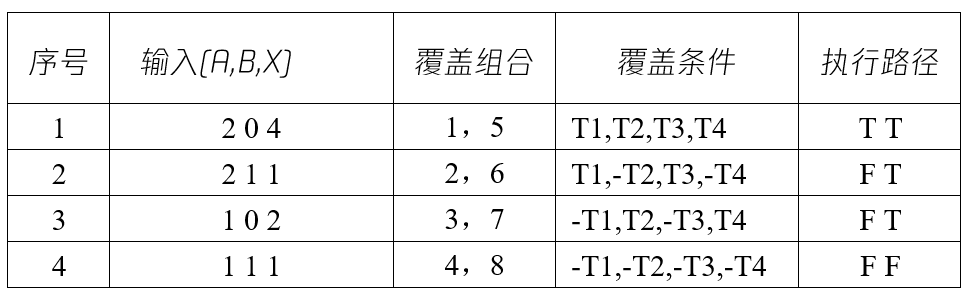 序号 输入(A,B,X) 覆盖组合 覆盖条件 执行路径
1 2 0 4 1，5 T1,T2,T3,T4 T T
2 2 1 1 2，6 T1,-T2,T3,-T4 F T
3 1 0 2 3，7 -T1,T2,-T3,T4 F T
4 1 1 1 4，8 -T1,-T2,-T3,-T4 F F